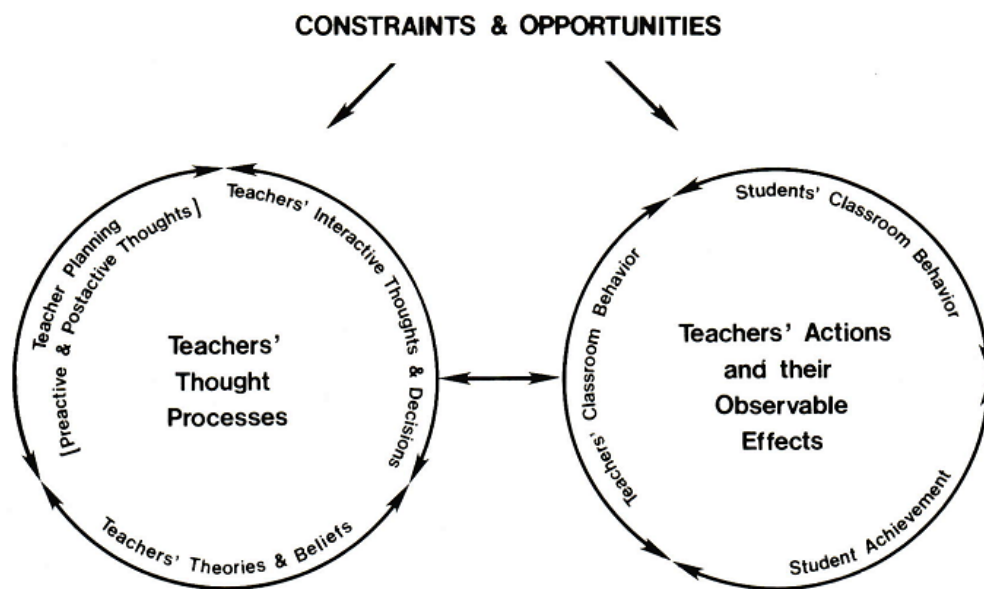 CONSTRAINTS & OPPORTUNITIES
Teacher Planning
[Preactive & Postactive Thoughts]
Teachers' Interactive Thoughts & Decisions
Teachers'
Thought
Processes
Teachers' Theories & Beliefs
Students' Classroom Behavior
Teachers' Classroom Behavior
Teachers' Actions
and their
Observable
Effects
Student Achievement